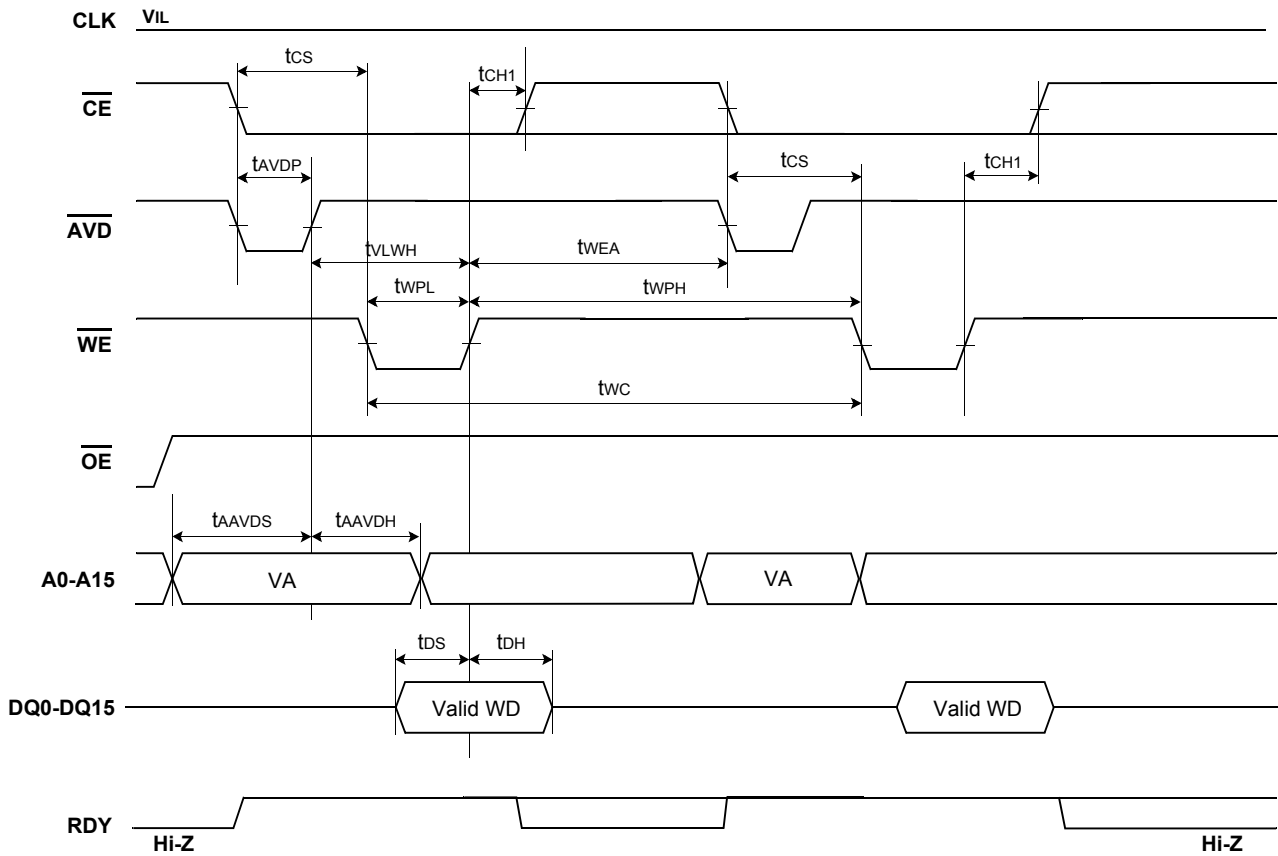 CLK VIL
tCS tCH1
CE
tAVDP tCS tCH1
AVD
tVLWH tWEA
tWPL tWPH
WE
tWC
OE
tAAVDS tAAVDH
A0-A15 VA VA
tDS tDH
DQ0-DQ15 Valid WD Valid WD
RDY
Hi-Z Hi-Z